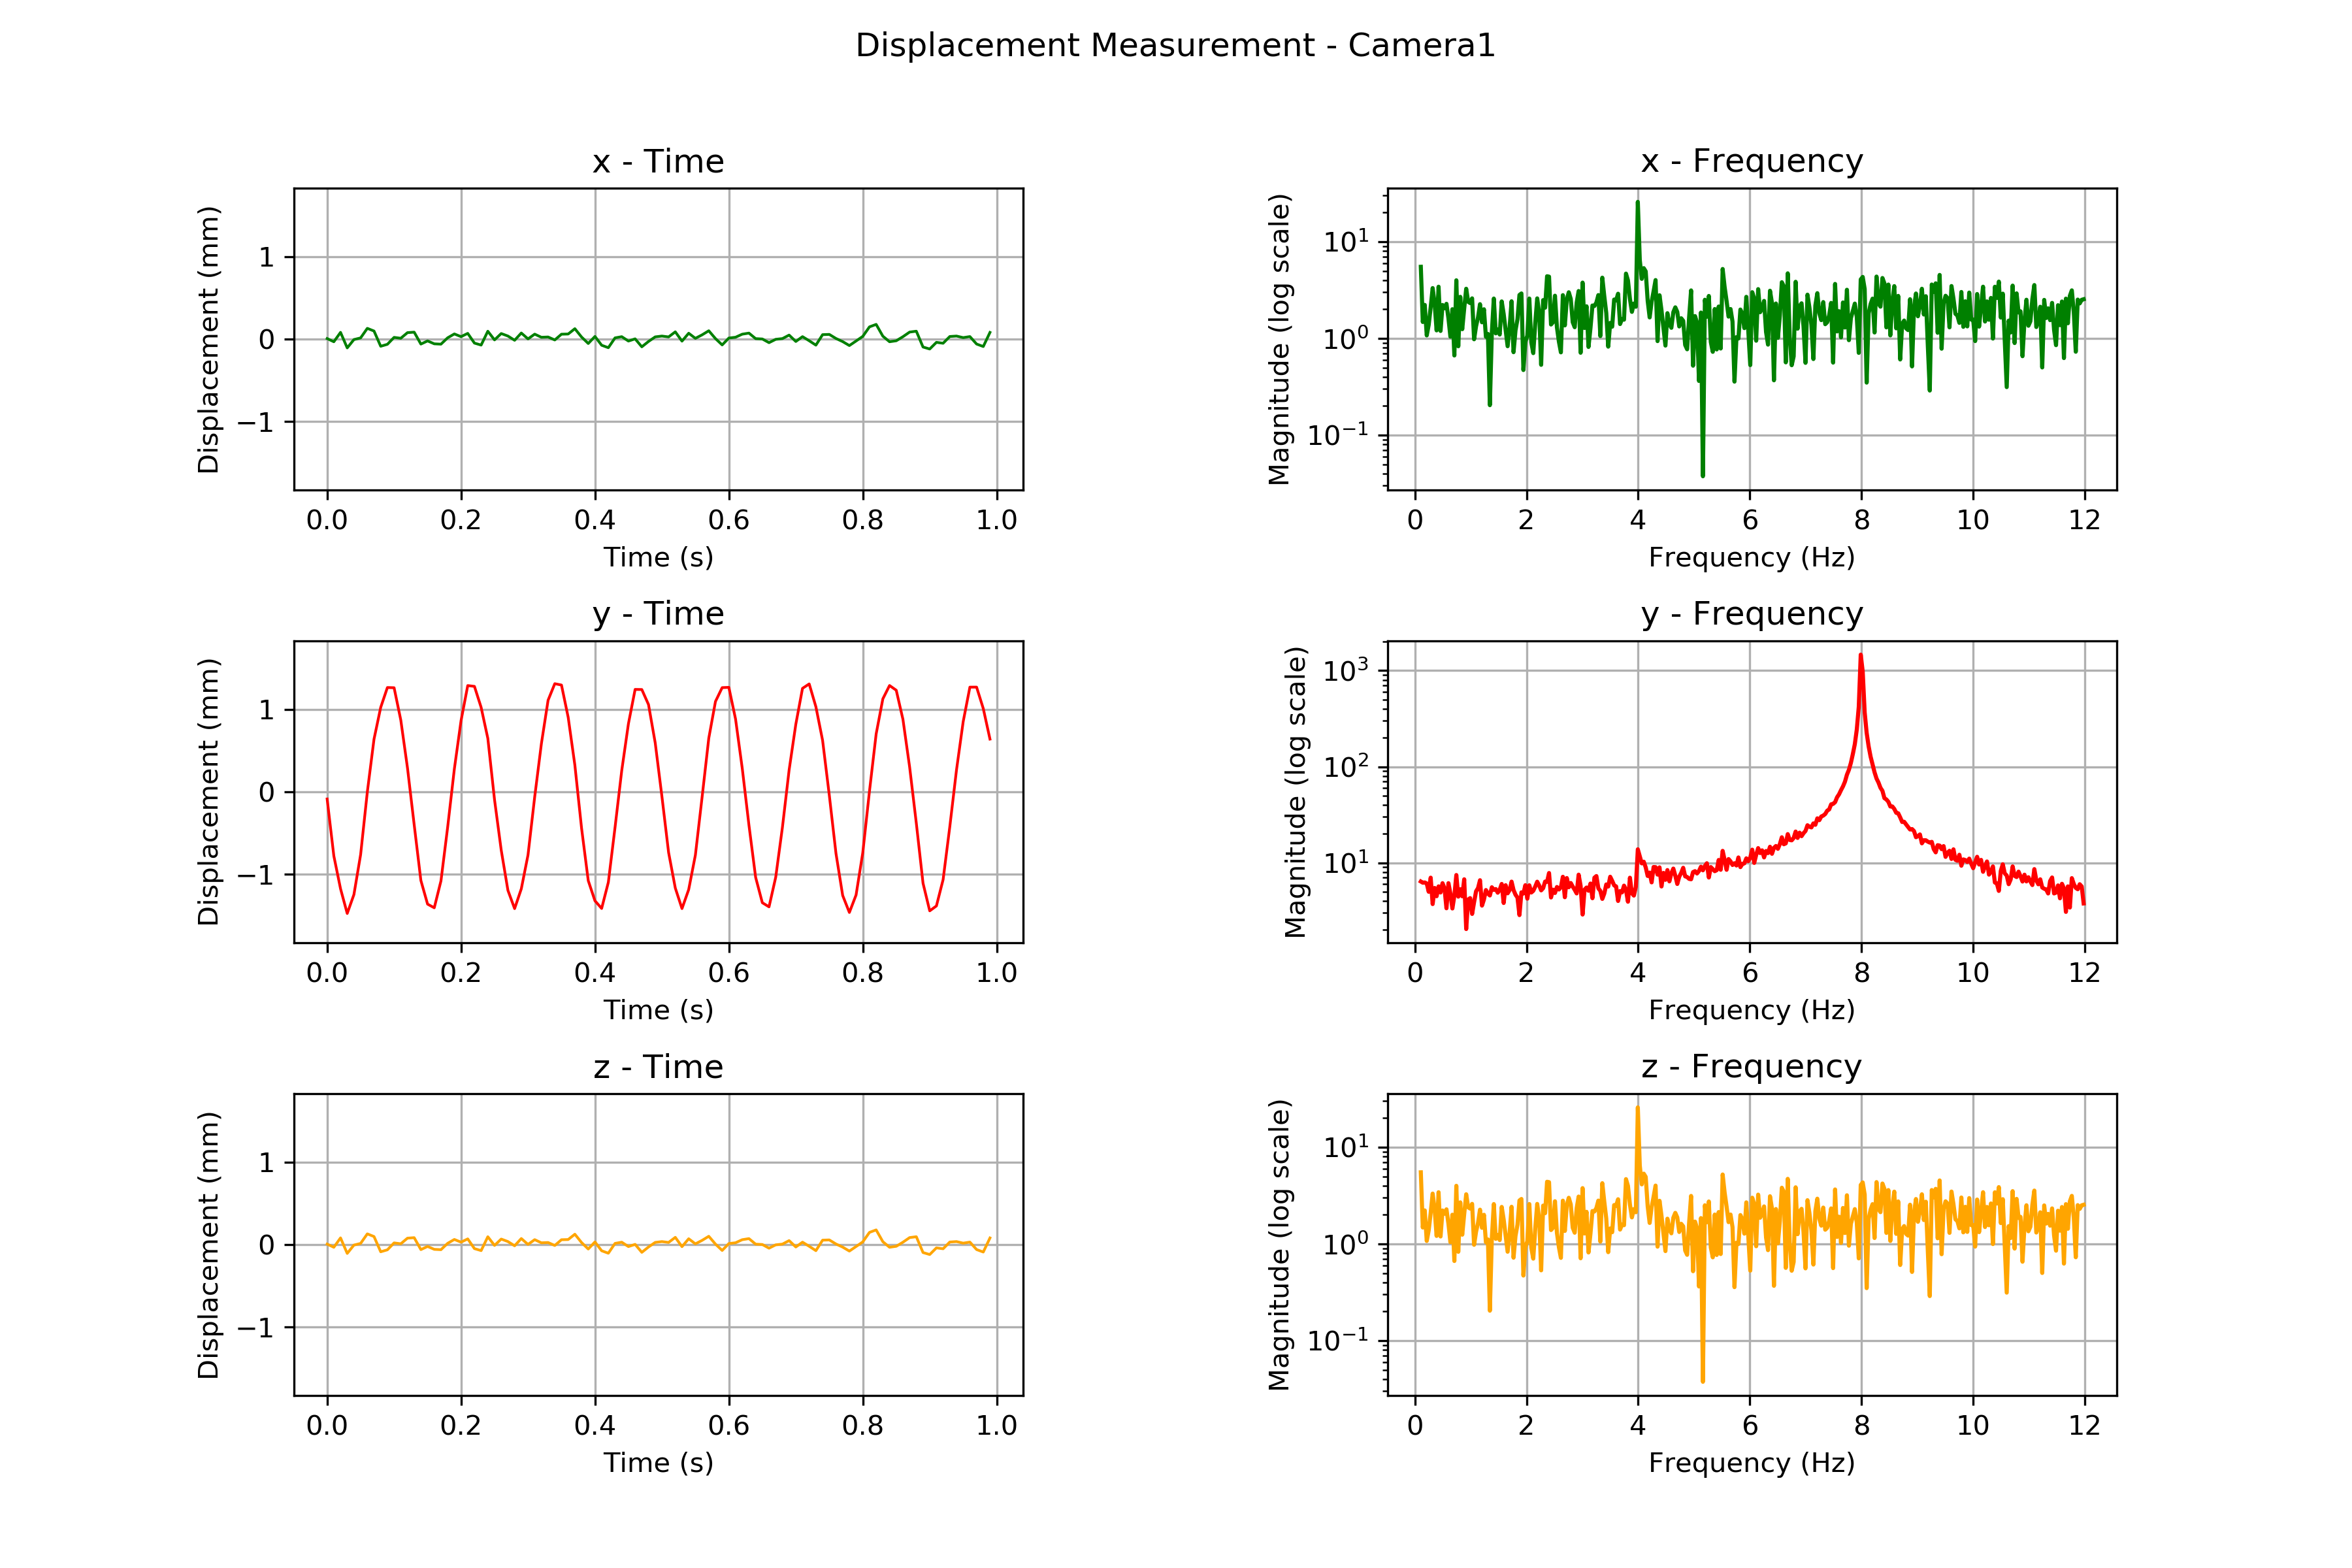 Displacement Measurement - Camera1
x - Time
Displacement (mm)
1
0
−1
0.0 0.2 0.4 0.6 0.8 1.0
Time (s)
x - Frequency
Magnitude (log scale)
10¹
10⁰
10⁻¹
0 2 4 6 8 10 12
Frequency (Hz)
y - Time
Displacement (mm)
1
0
−1
0.0 0.2 0.4 0.6 0.8 1.0
Time (s)
y - Frequency
Magnitude (log scale)
10³
10²
10¹
0 2 4 6 8 10 12
Frequency (Hz)
z - Time
Displacement (mm)
1
0
−1
0.0 0.2 0.4 0.6 0.8 1.0
Time (s)
z - Frequency
Magnitude (log scale)
10¹
10⁰
10⁻¹
0 2 4 6 8 10 12
Frequency (Hz)